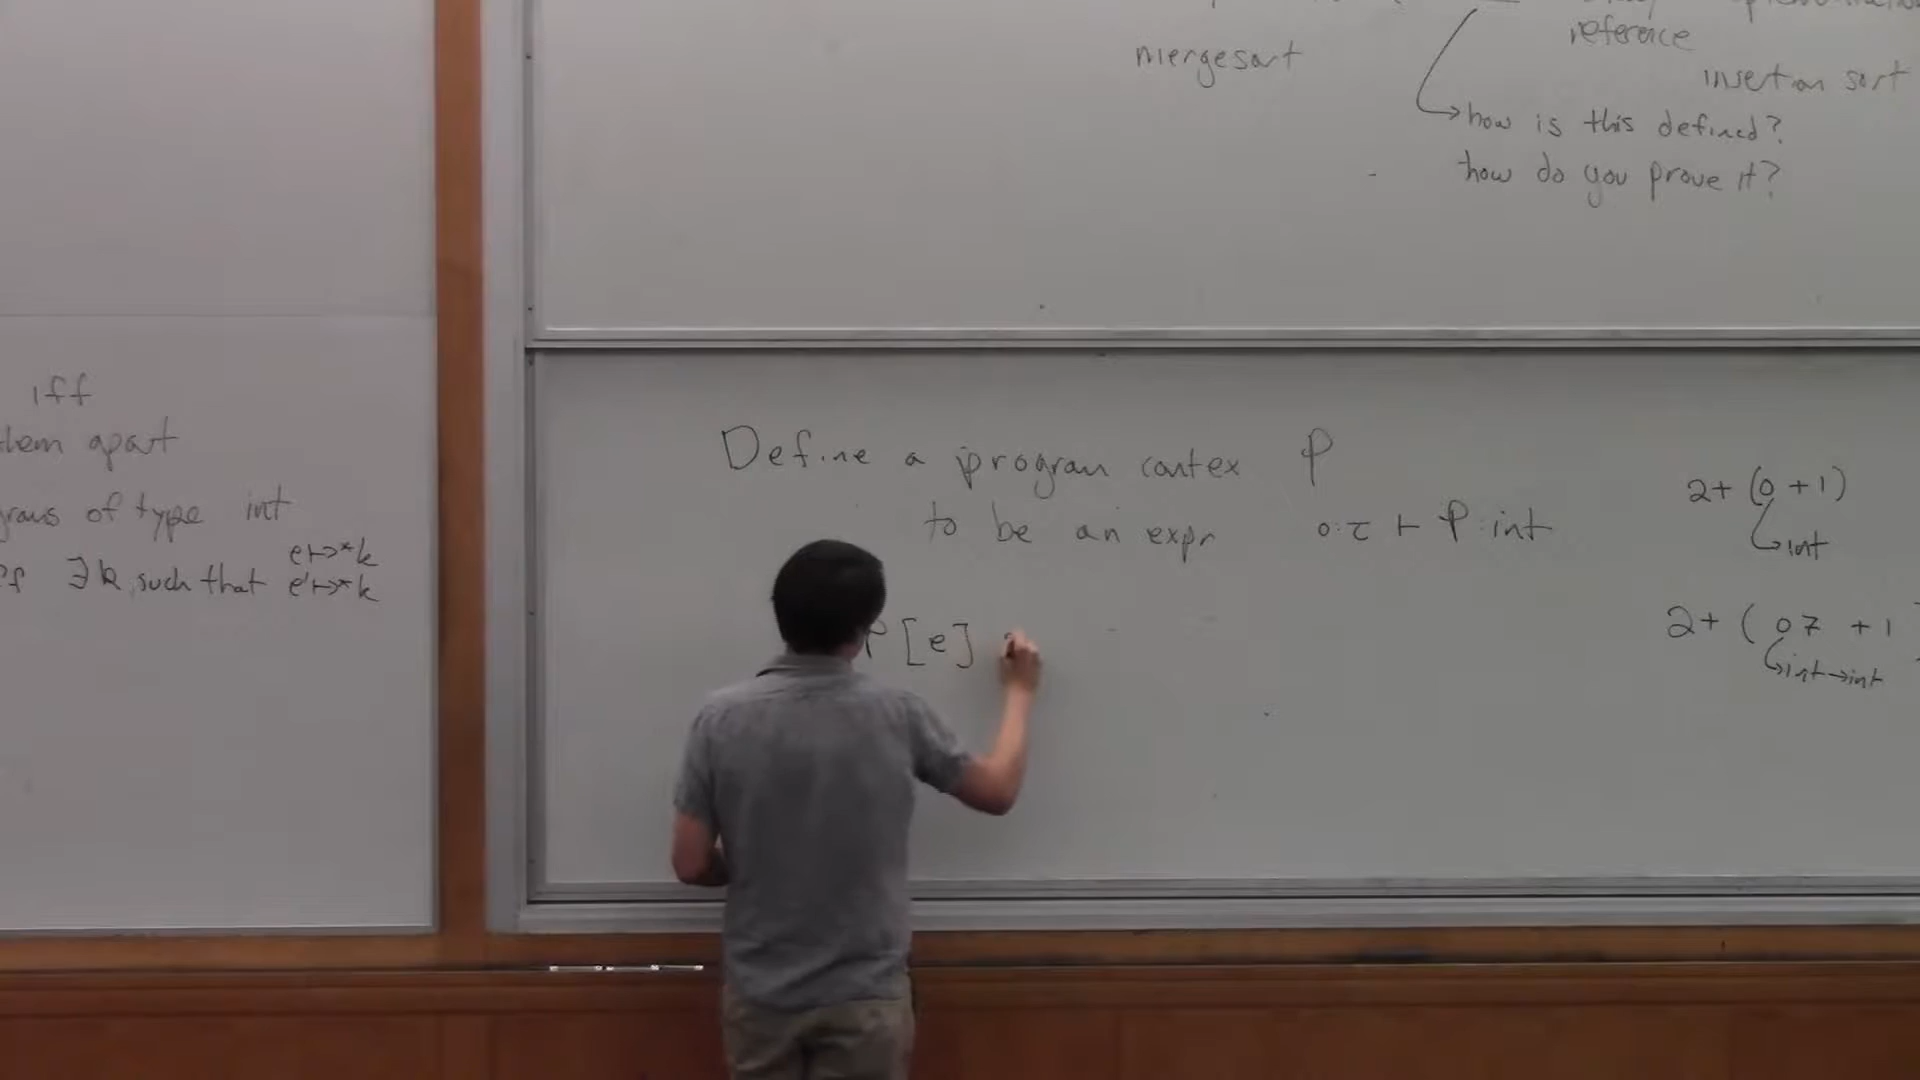 mergesort
reference
insertion sort
→how is this defined?
how do you prove it?
iff
them apart
of type int
∃k, such that e↦*k
e'↦*k
Define a program contex P
to be an expr o:τ ⊢ P:int
P[e]
2+ (o +1)
↳int
2+ ( o 7 +1
↳int→int